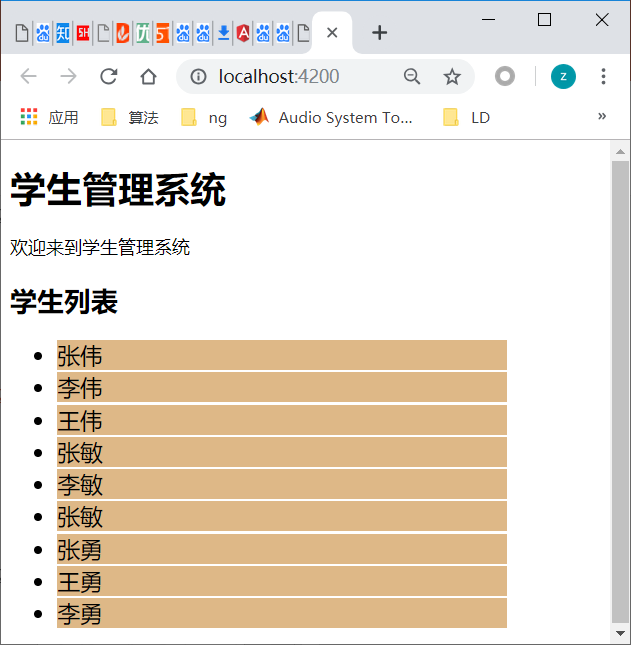 localhost:4200
应用
算法
ng
Audio System To...
LD
»
学生管理系统
欢迎来到学生管理系统
学生列表
张伟
李伟
王伟
张敏
李敏
张敏
张勇
王勇
李勇